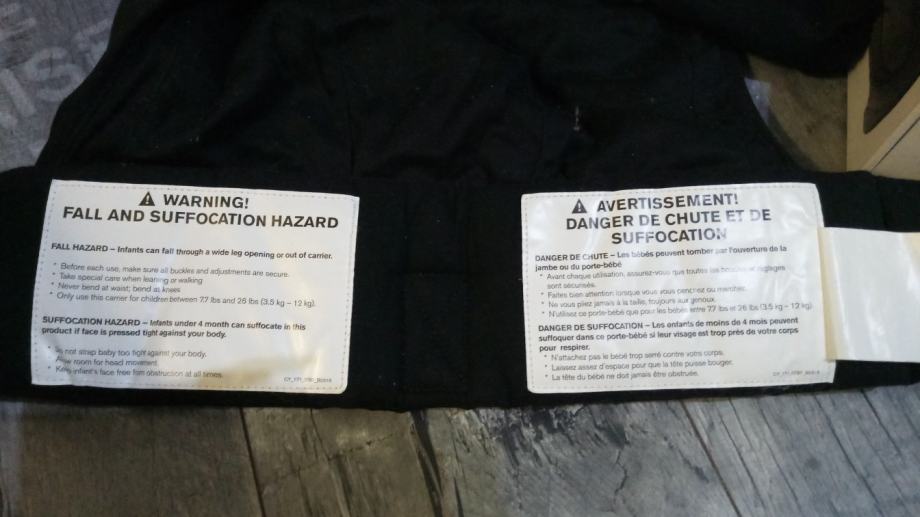 WARNING!
FALL AND SUFFOCATION HAZARD
FALL HAZARD – Infants can fall through a wide leg opening or out of carrier.
* Before each use, make sure all buckles and adjustments are secure.
* Take special care when leaning or walking
* Never bend at waist; bend at knees
* Only use this carrier for children between 7.7 lbs and 26 lbs (3.5 kg – 12 kg).
SUFFOCATION HAZARD – Infants under 4 month can suffocate in this
product if face is pressed tight against your body.
not strap baby too tight against your body.
room for head movement.
* Keep infant's face free fom obstruction at all times.
AVERTISSEMENT!
DANGER DE CHUTE ET DE
SUFFOCATION
DANGER DE CHUTE – Les bébés peuvent tomber par l'ouverture de la
jambe ou du porte-bébé
* Avant chaque utilisation, assurez-vous que toutes les boucles et réglages
sont sécurisés.
* Faites bien attention lorsque vous vous penchez ou marchez.
* Ne vous pliez jamais à la taille, toujours aux genoux.
* N'utilisez ce porte-bébé que pour les bébés entre 7.7 lbs et 26 lbs (3.5 kg – 12 kg)
DANGER DE SUFFOCATION – Les enfants de moins de 4 mois peuvent
suffoquer dans ce porte-bébé si leur visage est trop près de votre corps
pour respirer.
* N'attachez pas le bébé trop serré contre votre corps.
* Laissez assez d'espace pour que la tête puisse bouger.
* La tête du bébé ne doit jamais être obstruée.